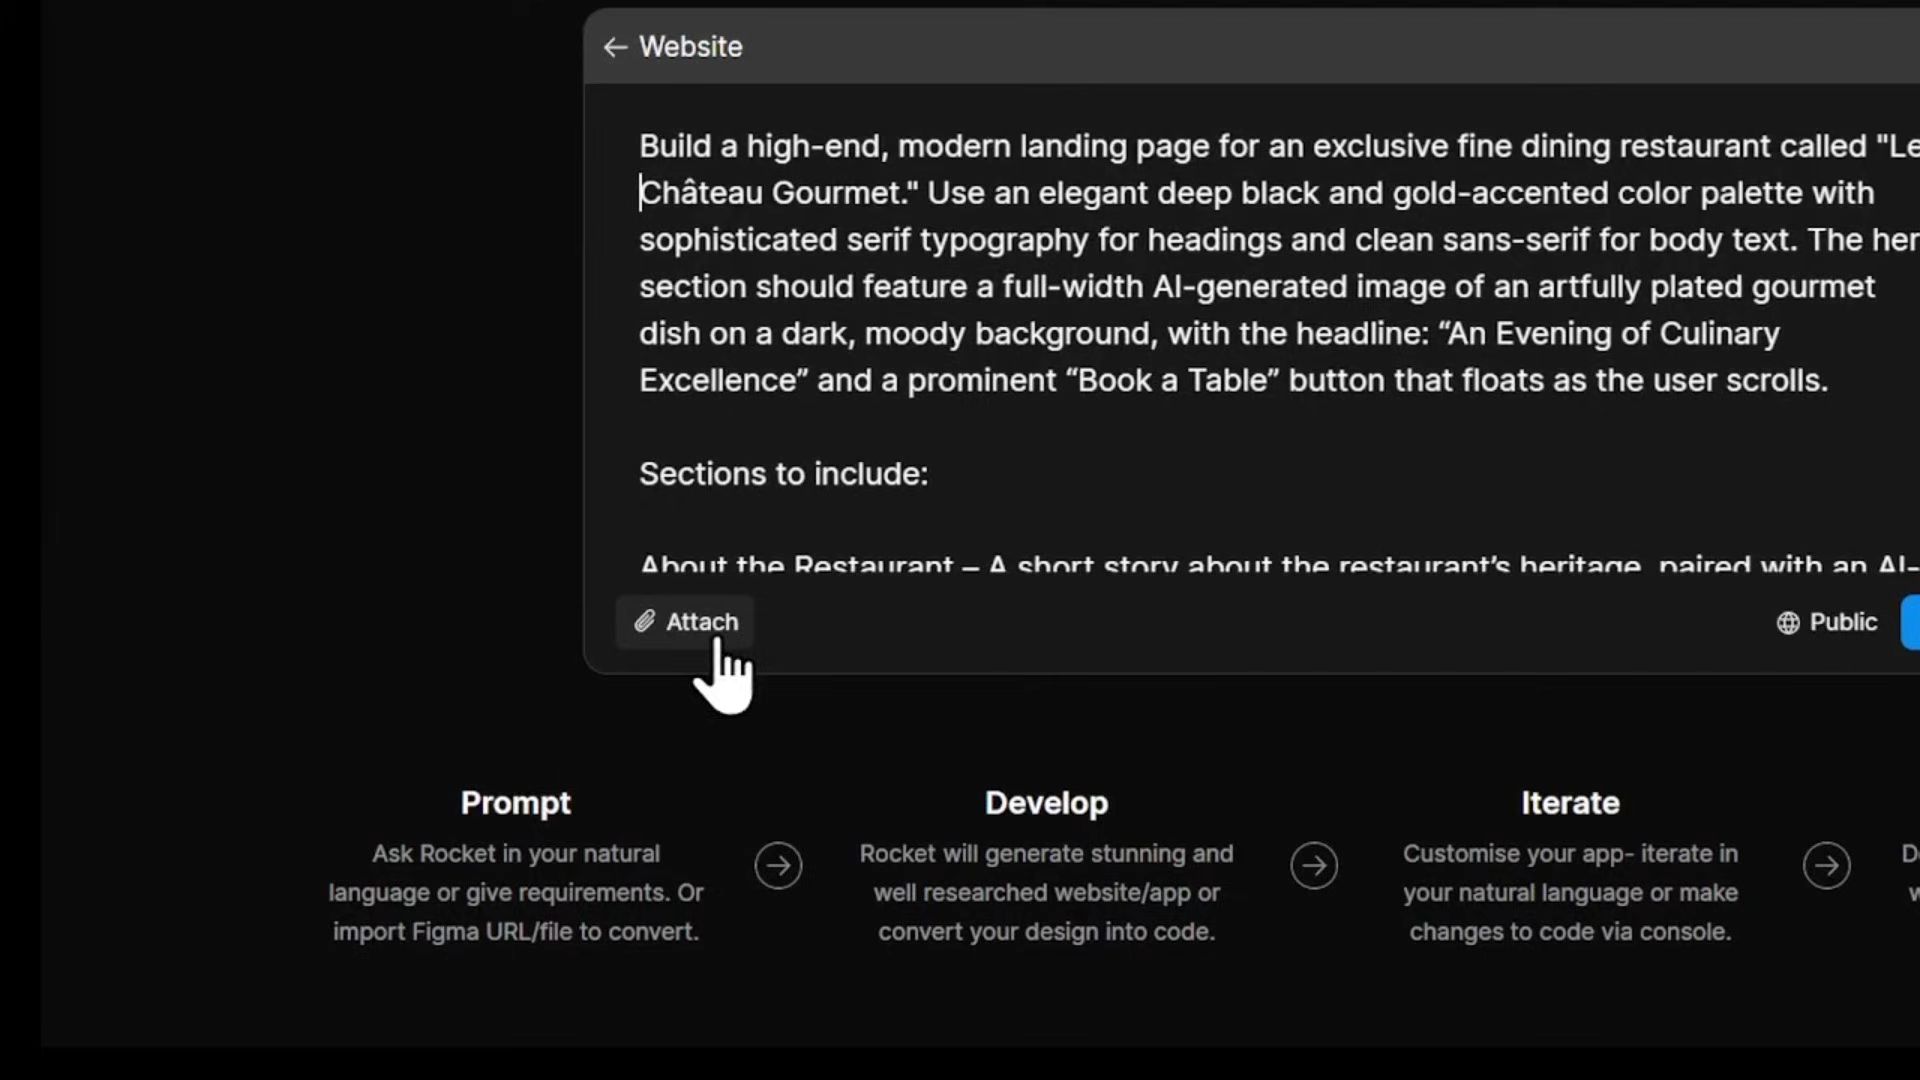 Website
Build a high-end, modern landing page for an exclusive fine dining restaurant called "Le
Château Gourmet." Use an elegant deep black and gold-accented color palette with
sophisticated serif typography for headings and clean sans-serif for body text. The
section should feature a full-width AI-generated image of an artfully plated gourmet
dish on a dark, moody background, with the headline: “An Evening of Culinary
Excellence” and a prominent “Book a Table” button that floats as the user scrolls.
Sections to include:
About the Restaurant – A short story about the restaurant’s heritage, paired with an AI-
Attach
Public
Prompt
Ask Rocket in your natural
language or give requirements. Or
import Figma URL/file to convert.
Develop
Rocket will generate stunning and
well researched website/app or
convert your design into code.
Iterate
Customise your app- iterate in
your natural language or make
changes to code via console.